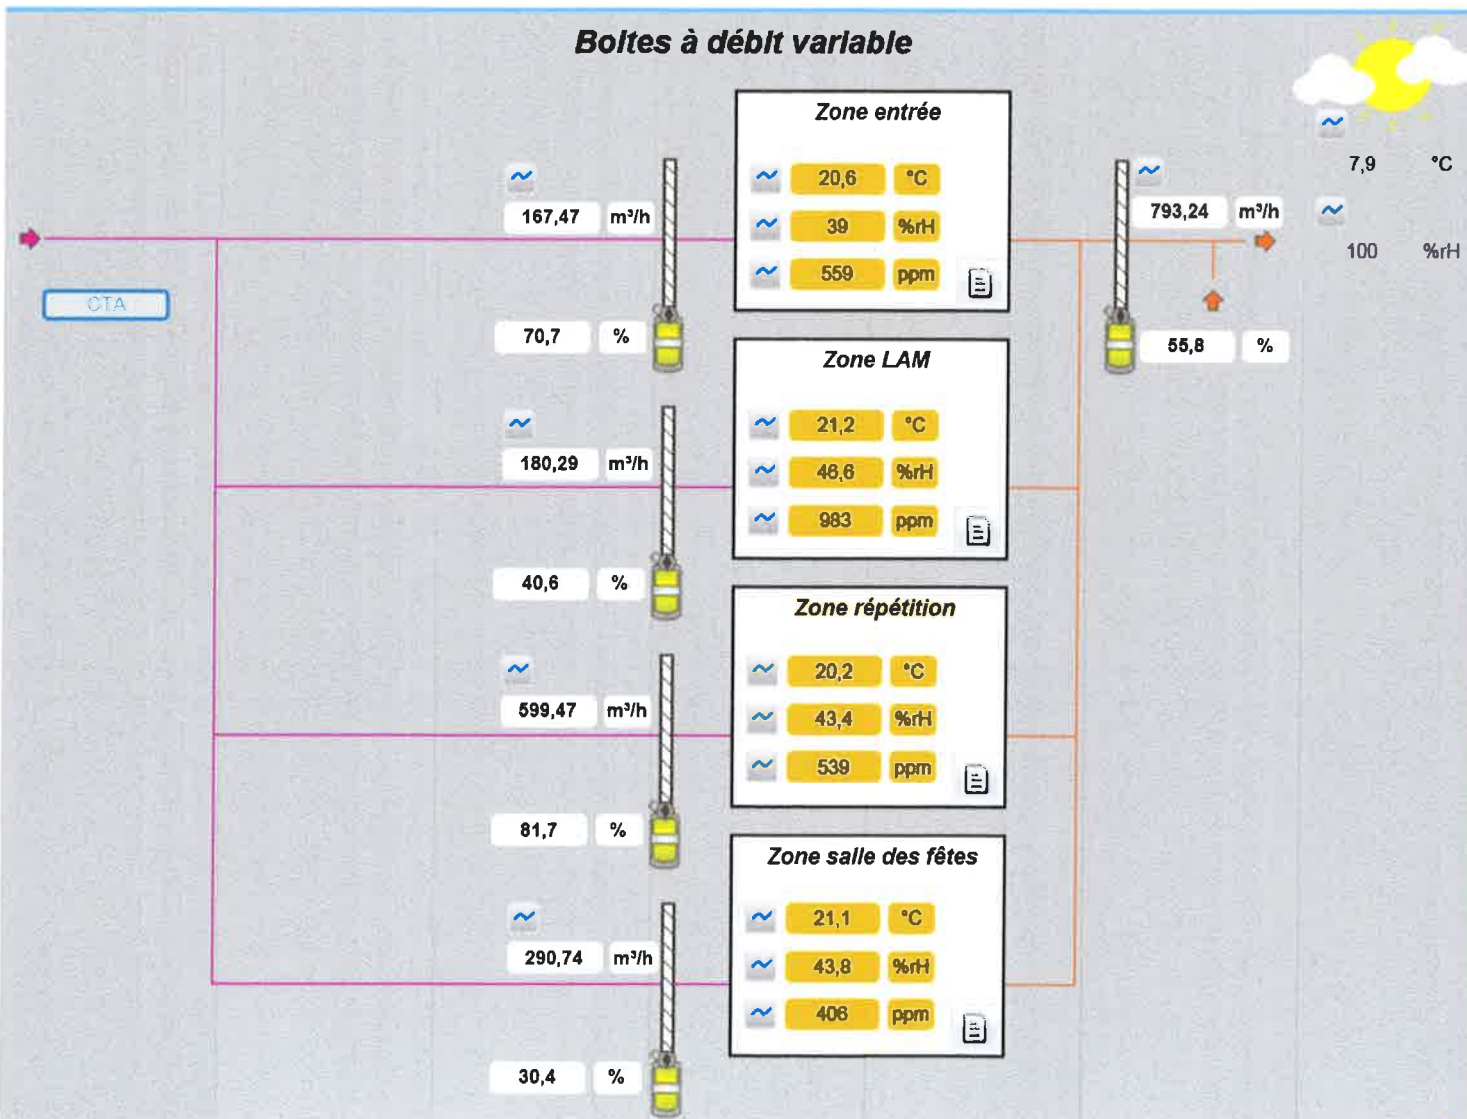 Boites à débit variable
Zone entrée
20,6 °C
39 %rH
559 ppm
167,47 m³/h
70,7 %
793,24 m³/h
55,8 %
7,9 °C
100 %rH
CTA
Zone LAM
21,2 °C
46,6 %rH
983 ppm
180,29 m³/h
40,6 %
Zone répétition
20,2 °C
43,4 %rH
539 ppm
599,47 m³/h
81,7 %
Zone salle des fêtes
21,1 °C
43,8 %rH
406 ppm
290,74 m³/h
30,4 %